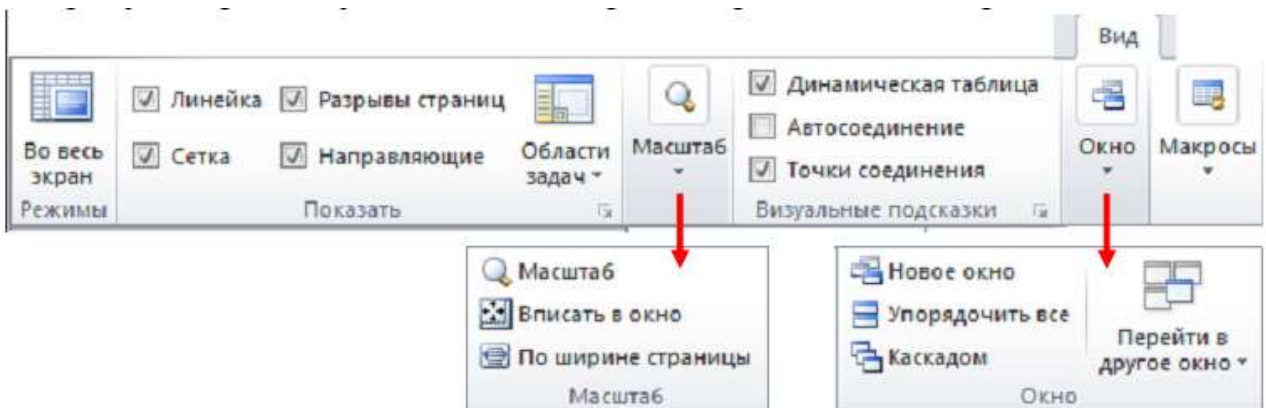 Вид
Во весь
экран
Режимы
Линейка
Разрывы страниц
Сетка
Направляющие
Области
задач
Показать
Масштаб
Динамическая таблица
Автосоединение
Точки соединения
Визуальные подсказки
Окно
Макросы
Масштаб
Вписать в окно
По ширине страницы
Масштаб
Новое окно
Упорядочить все
Каскадом
Перейти в
другое окно
Окно